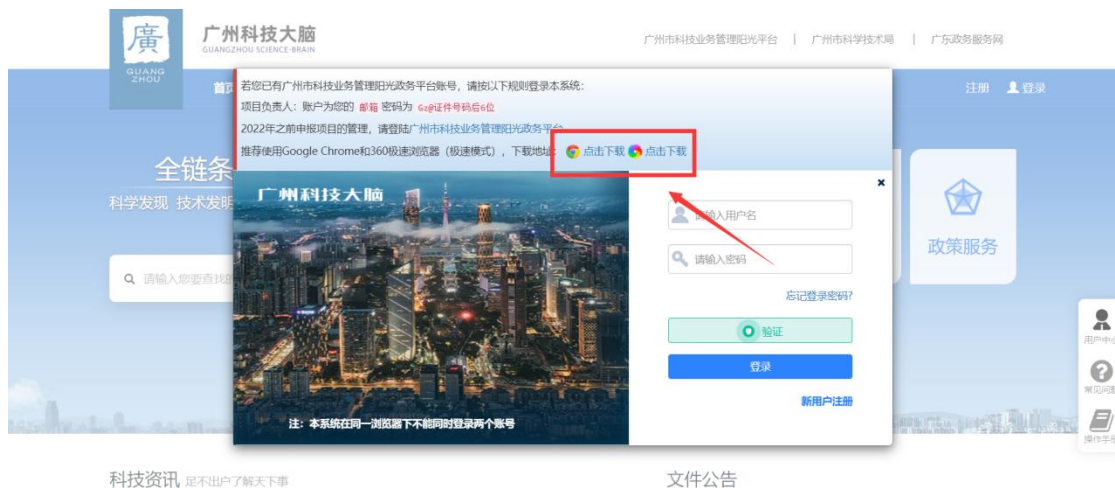 廣
GUANG
ZHOU
广州科技大脑
GUANGZHOU SCIENCE-BRAIN
广州市科技业务管理阳光平台 | 广州市科学技术局 | 广东政务服务网
首页
注册 登录
若您已有广州市科技业务管理阳光政务平台账号，请按以下规则登录本系统：
项目负责人：账户为您的 邮箱 密码为 Gz@证件号码后6位
2022年之前申报项目的管理，请登陆广州市科技业务管理阳光政务平台
推荐使用Google Chrome和360极速浏览器（极速模式），下载地址： 点击下载 点击下载
全链条
科学发现 技术发明
请输入您要查找的
广州科技大脑
注：本系统在同一浏览器下不能同时登录两个账号
×
请输入用户名
请输入密码
忘记登录密码?
验证
登录
新用户注册
政策服务
用户中心
常见问题
操作手册
科技资讯 足不出户了解天下事
文件公告